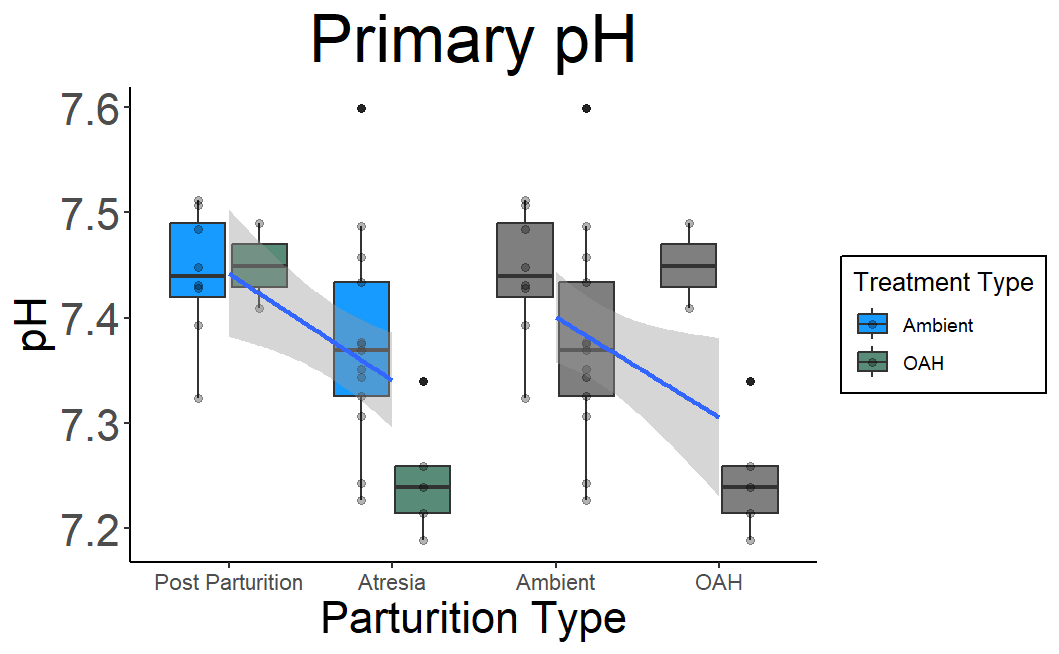 Primary pH
pH
7.6
7.5
7.4
7.3
7.2
Post Parturition
Atresia
Ambient
OAH
Parturition Type
Treatment Type
Ambient
OAH